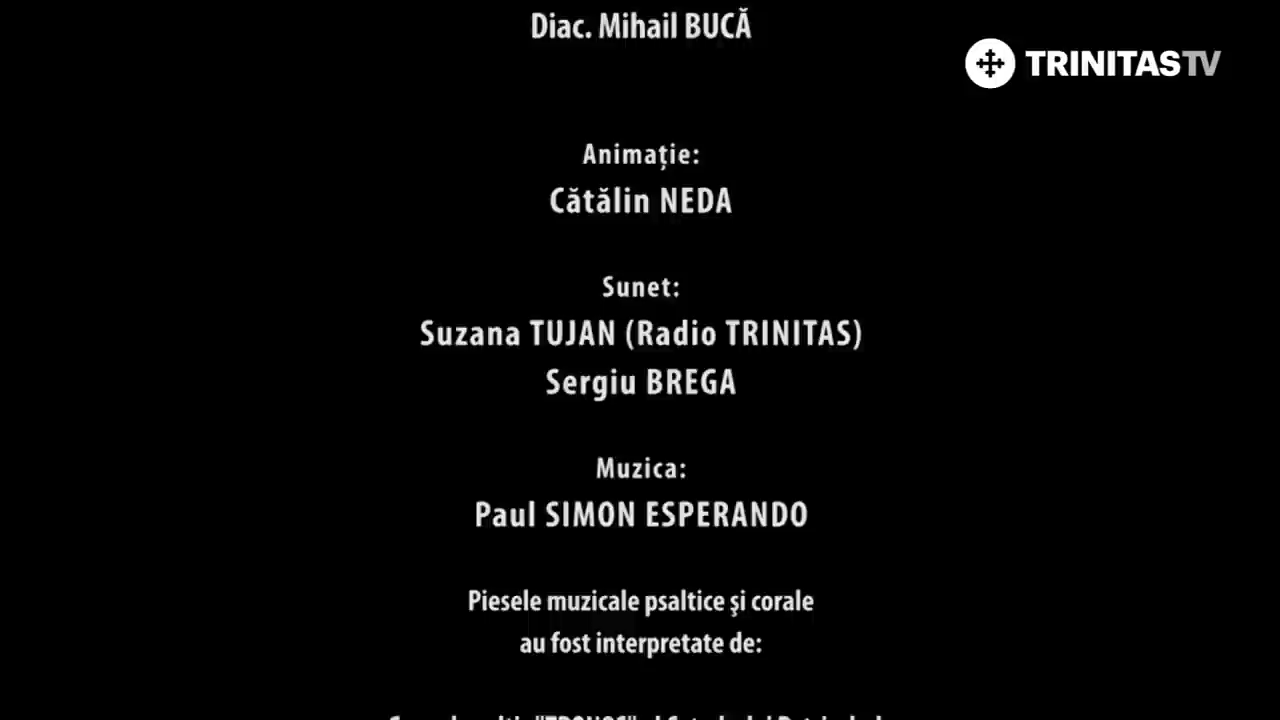 Diac. Mihail BUCĂ
TRINITASTV
Animație:
Cătălin NEDA
Sunet:
Suzana TUJAN (Radio TRINITAS)
Sergiu BREGA
Muzica:
Paul SIMON ESPERANDO
Piesele muzicale psaltice şi corale
au fost interpretate de: